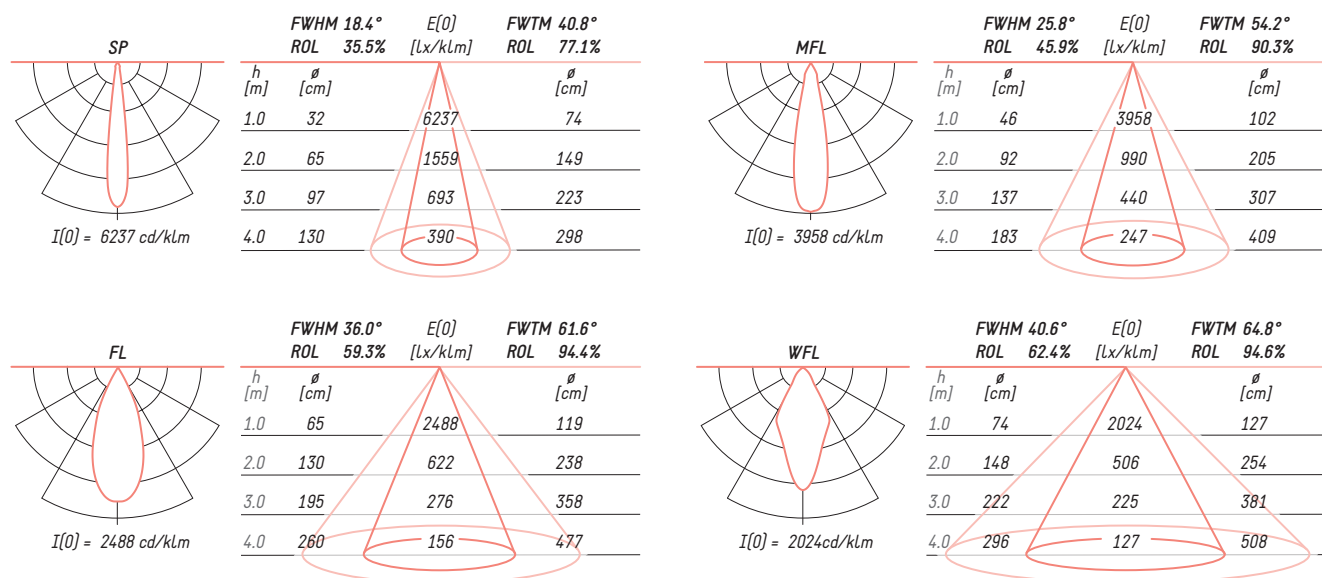 SP
FWHM 18.4° E(0) FWTM 40.8°
ROL 35.5% [lx/klm] ROL 77.1%
h ø ø
[m] [cm] [cm]
1.0 32 6237 74
2.0 65 1559 149
3.0 97 693 223
4.0 130 390 298
I(0) = 6237 cd/klm
MFL
FWHM 25.8° E(0) FWTM 54.2°
ROL 45.9% [lx/klm] ROL 90.3%
h ø ø
[m] [cm] [cm]
1.0 46 3958 102
2.0 92 990 205
3.0 137 440 307
4.0 183 247 409
I(0) = 3958 cd/klm
FL
FWHM 36.0° E(0) FWTM 61.6°
ROL 59.3% [lx/klm] ROL 94.4%
h ø ø
[m] [cm] [cm]
1.0 65 2488 119
2.0 130 622 238
3.0 195 276 358
4.0 260 156 477
I(0) = 2488 cd/klm
WFL
FWHM 40.6° E(0) FWTM 64.8°
ROL 62.4% [lx/klm] ROL 94.6%
h ø ø
[m] [cm] [cm]
1.0 74 2024 127
2.0 148 506 254
3.0 222 225 381
4.0 296 127 508
I(0) = 2024cd/klm